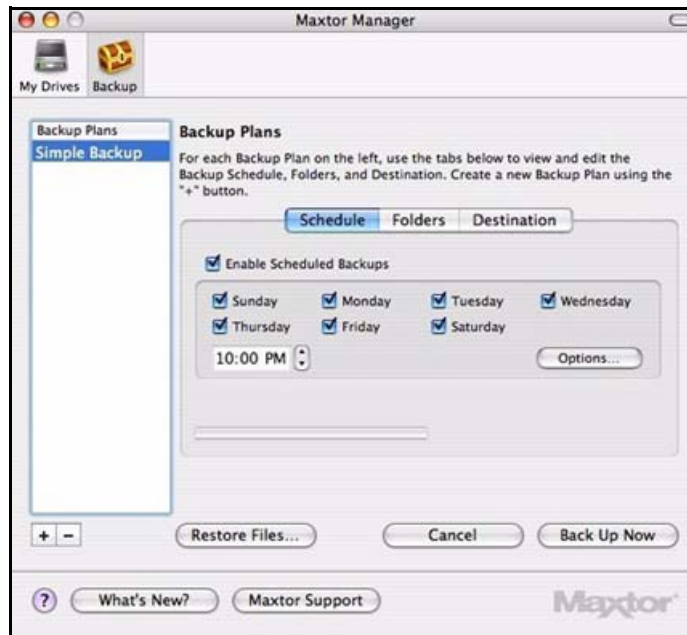 Maxtor Manager
My Drives Backup
Backup Plans
Simple Backup
Backup Plans
For each Backup Plan on the left, use the tabs below to view and edit the
Backup Schedule, Folders, and Destination. Create a new Backup Plan using the
"+" button.
Schedule Folders Destination
Enable Scheduled Backups
Sunday Monday Tuesday Wednesday
Thursday Friday Saturday
10:00 PM Options...
+ - Restore Files... Cancel Back Up Now
? What's New? Maxtor Support Maxtor